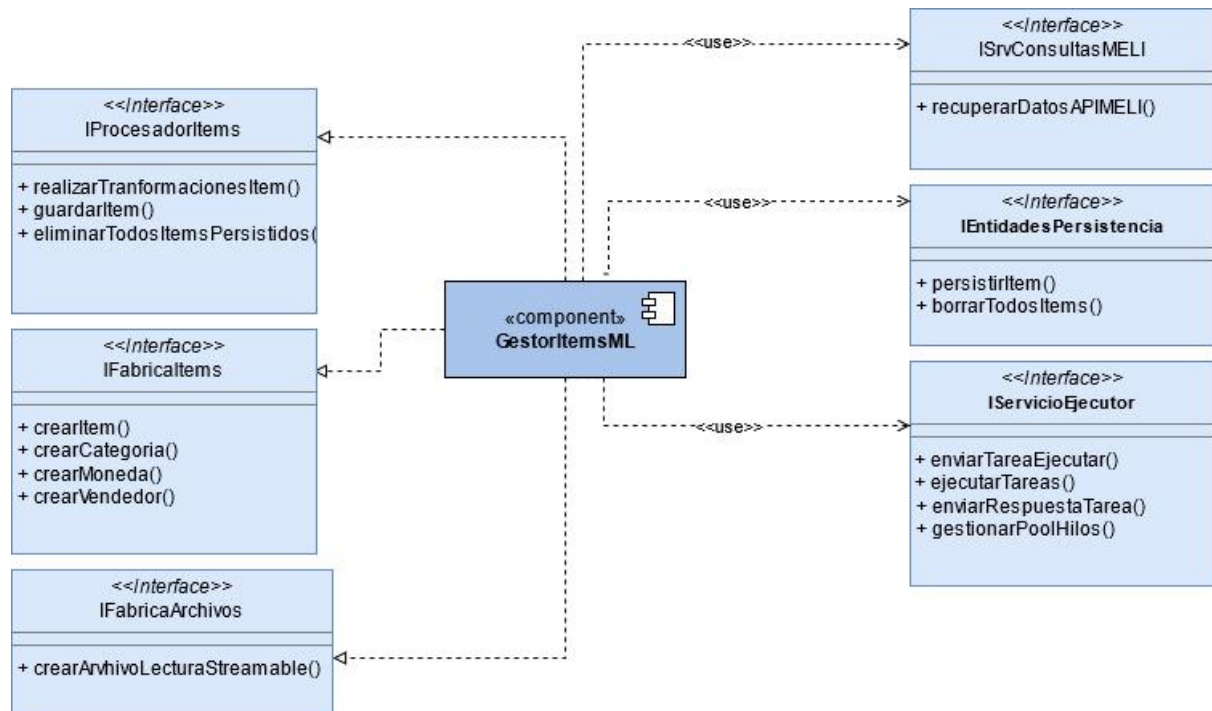 <<Interface>>
IProcesadorItems
+ realizarTranformacionesItem()
+ guardarItem()
+ eliminarTodosItemsPersistidos(
<<Interface>>
IFabricaItems
+ crearItem()
+ crearCategoria()
+ crearMoneda()
+ crearVendedor()
<<Interface>>
IFabricaArchivos
+ crearArvhivoLecturaStreamable()
«component»
GestorItemsML
<<use>>
<<use>>
<<use>>
<<Interface>>
ISrvConsultasMELI
+ recuperarDatosAPIMELI()
<<Interface>>
IEntidadesPersistencia
+ persistirItem()
+ borrarTodosItems()
<<Interface>>
IServicioEjecutor
+ enviarTareaEjecutar()
+ ejecutarTareas()
+ enviarRespuestaTarea()
+ gestionarPoolHilos()